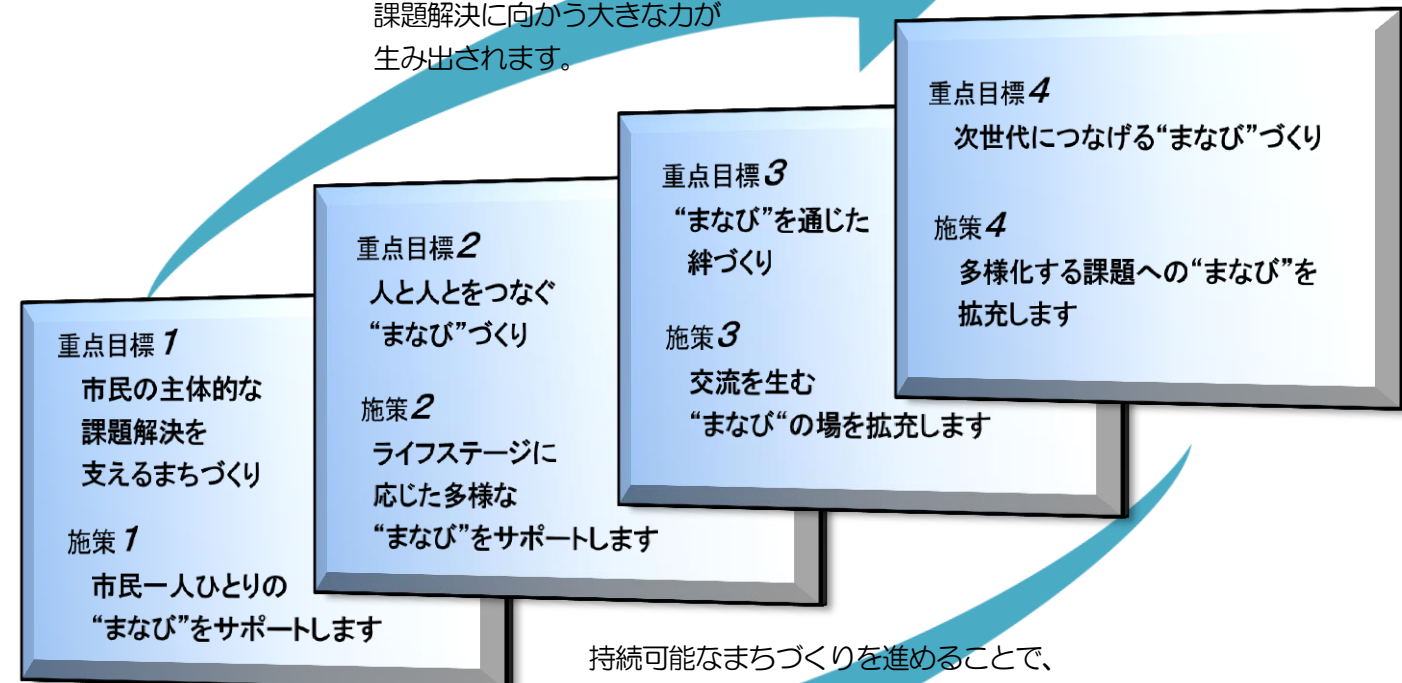 課題解決に向かう大きな力が
生み出されます。
重点目標1
市民の主体的な
課題解決を
支えるまちづくり
施策1
市民一人ひとりの
“まなび”をサポートします
重点目標2
人と人とをつなぐ
“まなび”づくり
施策2
ライフステージに
応じた多様な
“まなび”をサポートします
重点目標3
“まなび”を通じた
絆づくり
施策3
交流を生む
“まなび“の場を拡充します
重点目標4
次世代につなげる“まなび”づくり
施策4
多様化する課題への“まなび”を
拡充します
持続可能なまちづくりを進めることで、